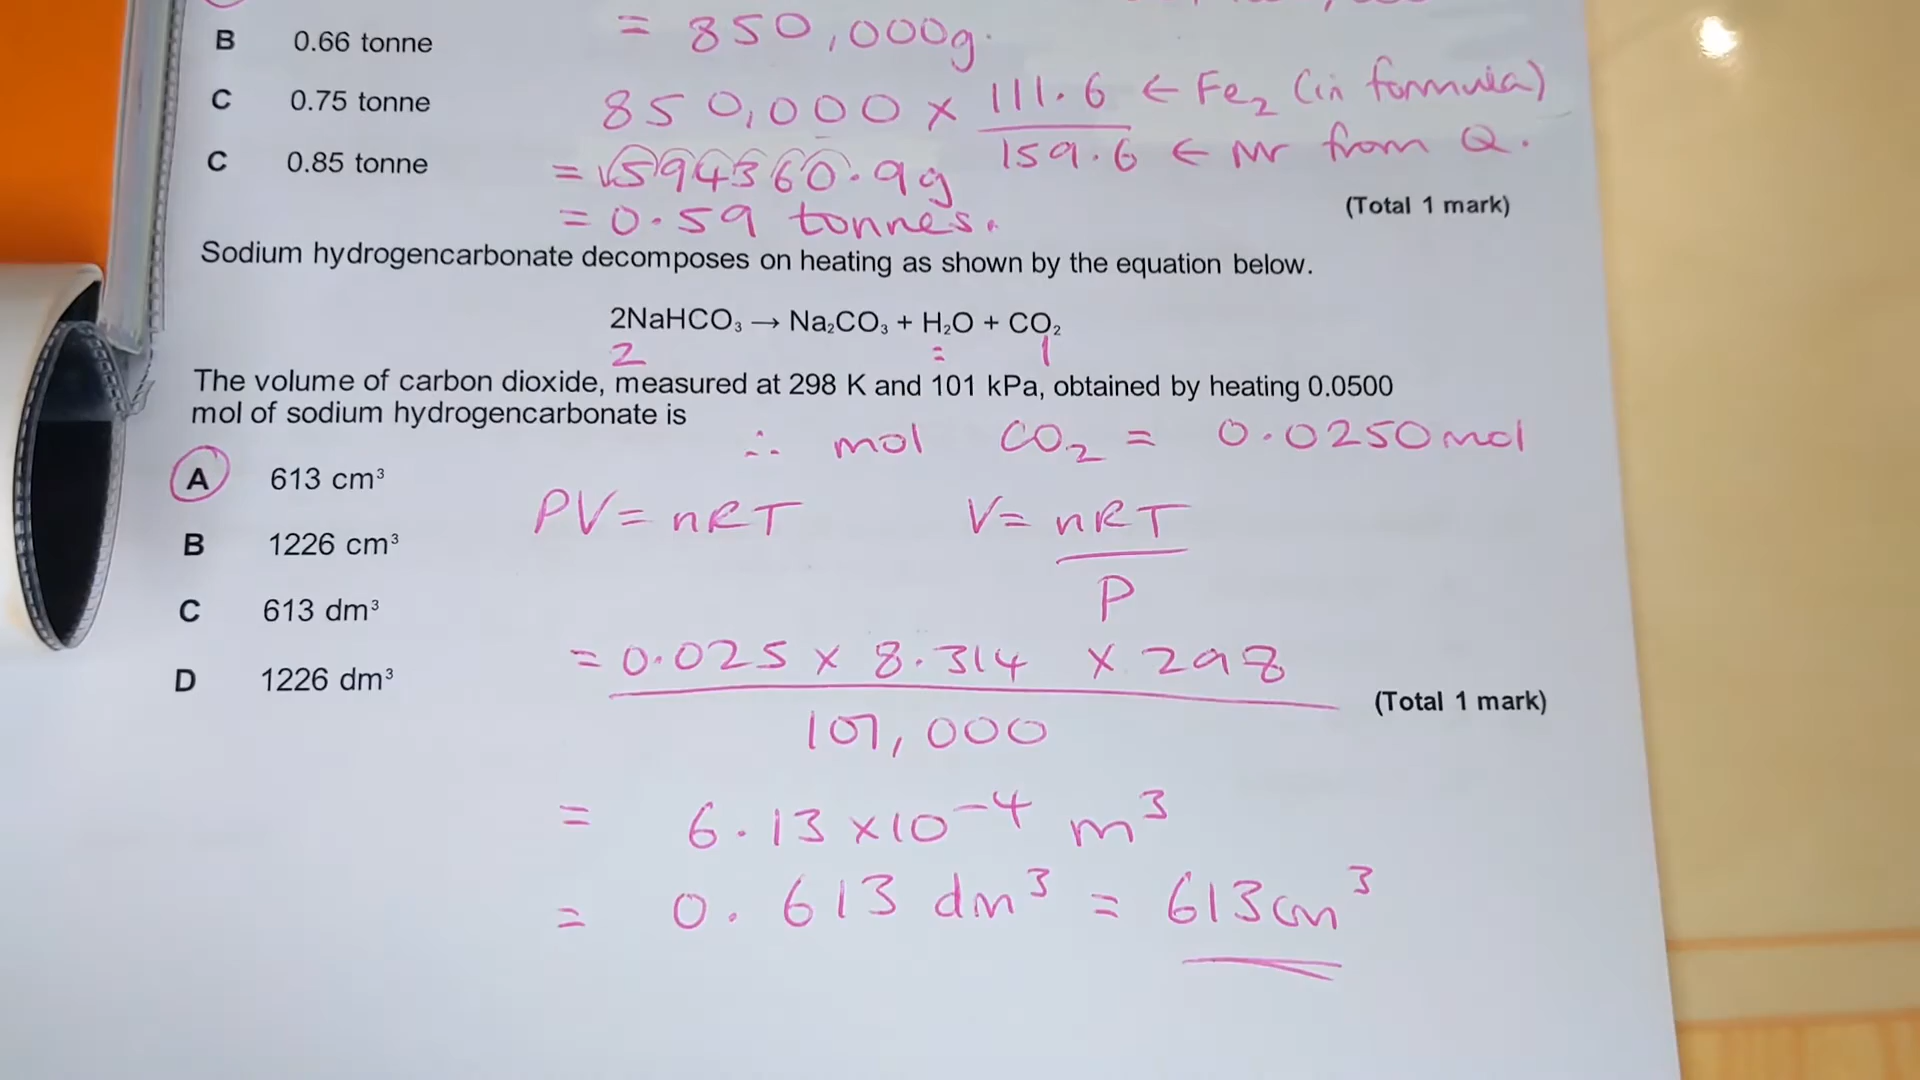 B 0.66 tonne
= 850,000g.
C 0.75 tonne
850,000 × 111.6 ← Fe₂ (in formula)
159.6 ← Mr from Q.
C 0.85 tonne
= 594360.9g
= 0.59 tonnes.
(Total 1 mark)
Sodium hydrogencarbonate decomposes on heating as shown by the equation below.
2NaHCO₃ → Na₂CO₃ + H₂O + CO₂
2 : 1
The volume of carbon dioxide, measured at 298 K and 101 kPa, obtained by heating 0.0500
mol of sodium hydrogencarbonate is
∴ mol CO₂ = 0.0250mol
A 613 cm³
PV = nRT V = nRT
P
B 1226 cm³
C 613 dm³
= 0.025 × 8.314 × 298
101,000
D 1226 dm³
(Total 1 mark)
= 6.13 ×10⁻⁴ m³
= 0.613 dm³ = 613cm³